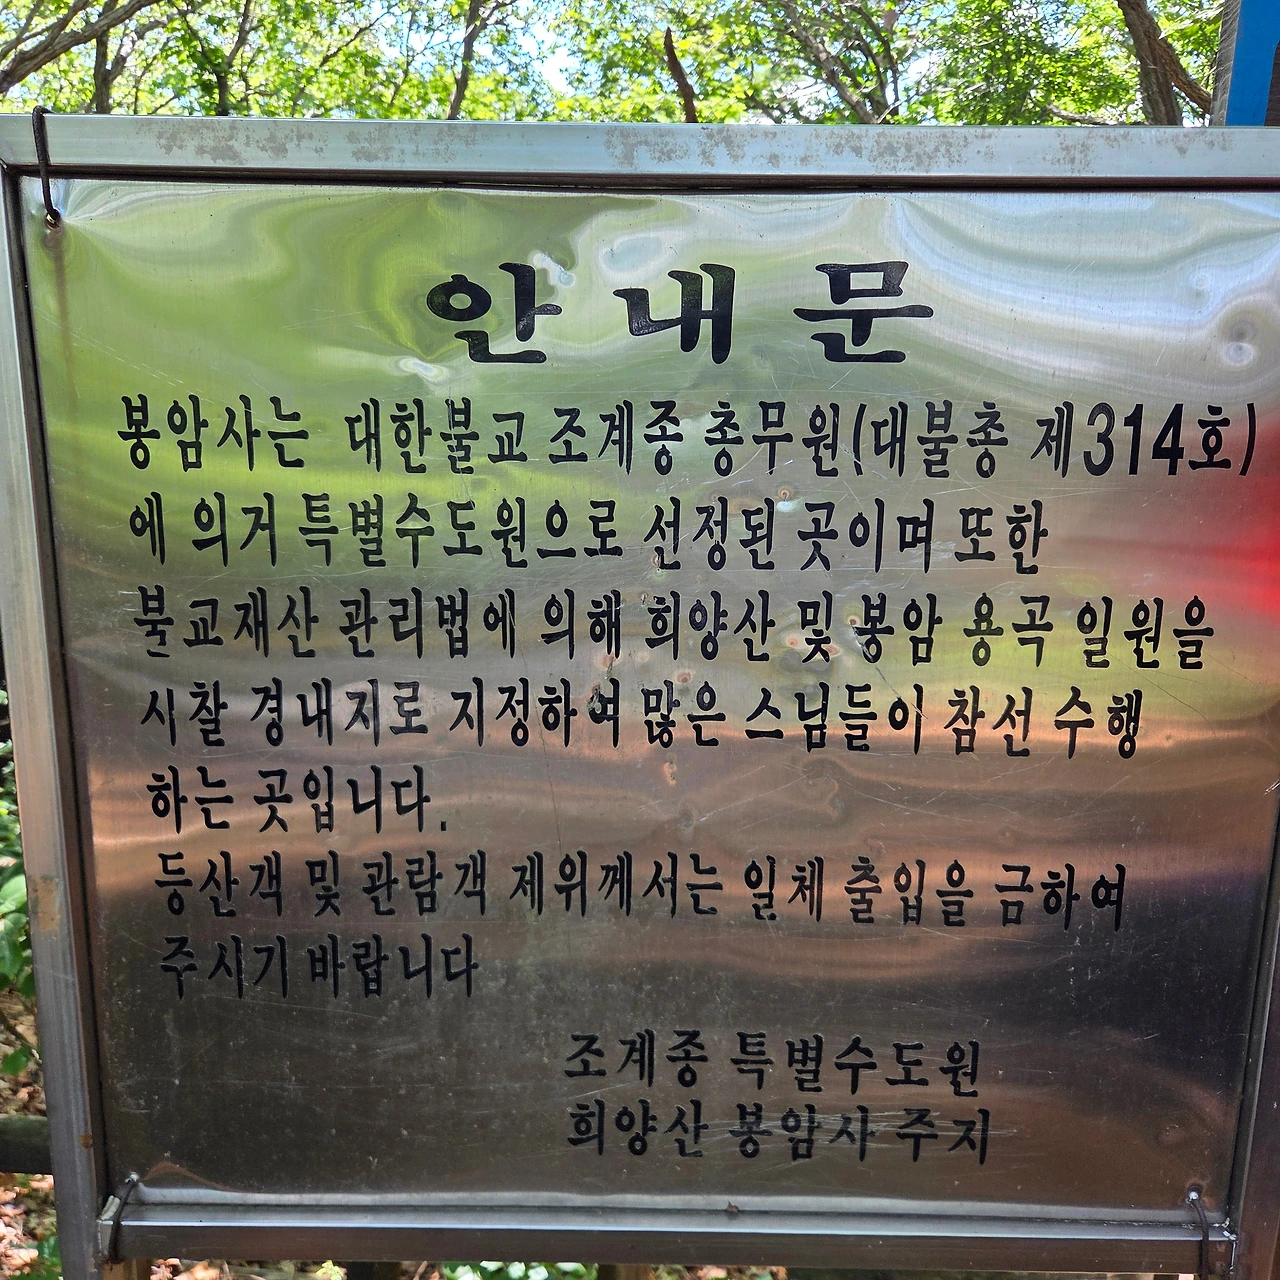 안내문
봉암사는 대한불교 조계종 총무원(대불총 제314호)
에 의거 특별수도원으로 선정된 곳이며 또한
불교재산 관리법에 의해 희양산 및 봉암 용곡 일원을
시찰 경내지로 지정하여 많은 스님들이 참선 수행
하는 곳입니다.
등산객 및 관람객 제위께서는 일체 출입을 금하여
주시기 바랍니다
조계종 특별수도원
희양산 봉암사 주지